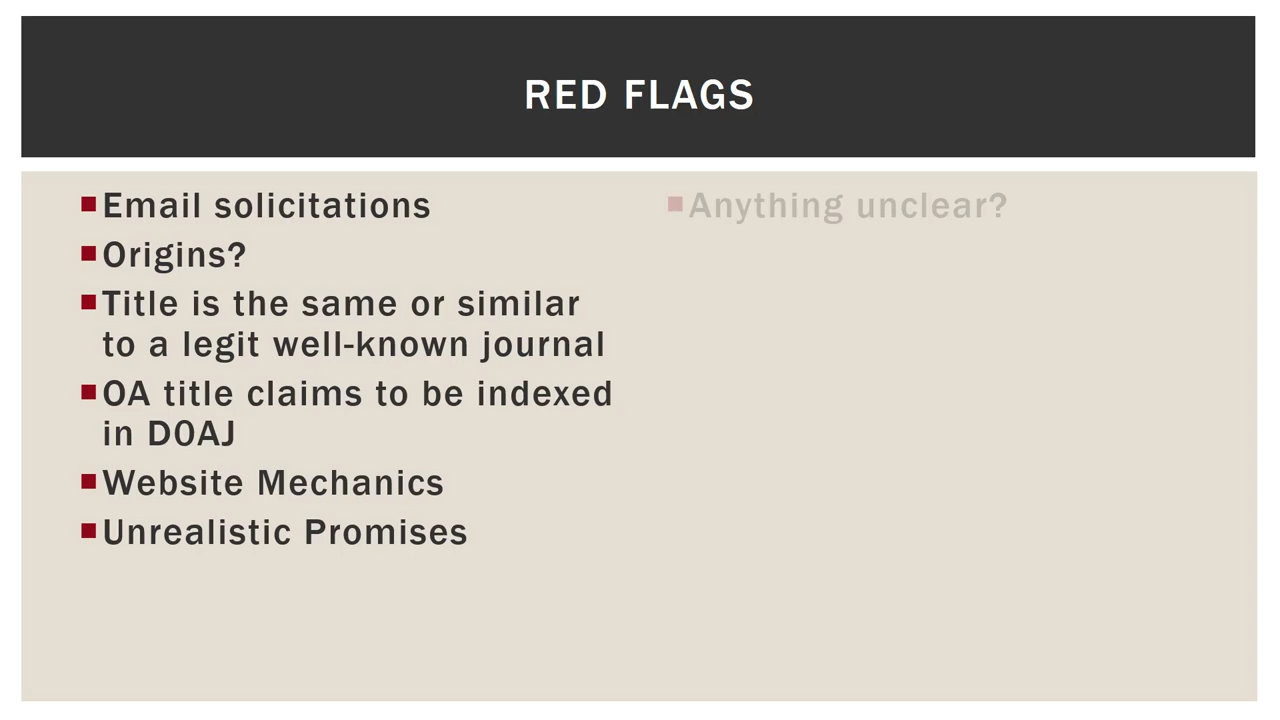 RED FLAGS
Email solicitations
Origins?
Title is the same or similar
to a legit well-known journal
OA title claims to be indexed
in D0AJ
Website Mechanics
Unrealistic Promises
Anything unclear?